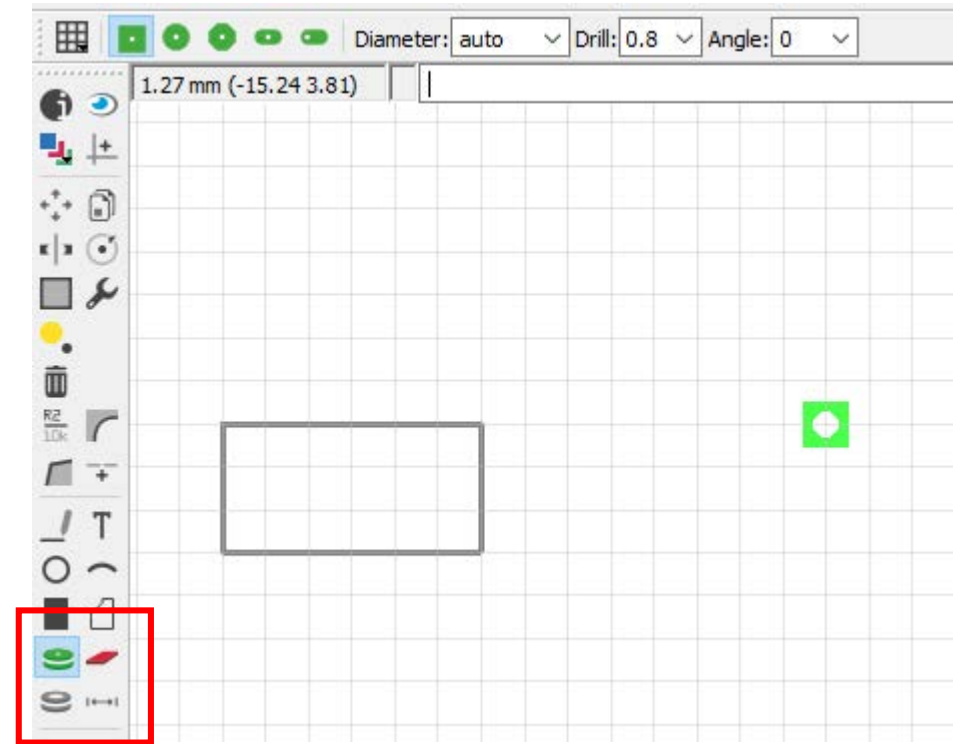 Diameter: auto Drill: 0.8 Angle: 0
1.27 mm (-15.24 3.81)
R2
10k
T